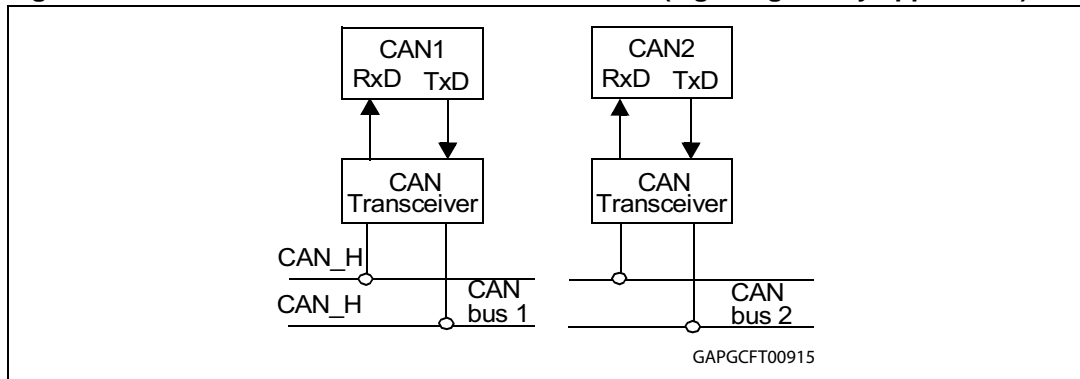 CAN1
RxD TxD
CAN2
RxD TxD
CAN
Transceiver
CAN
Transceiver
CAN_H
CAN_H
CAN
bus 1
CAN
bus 2
GAPGCFT00915